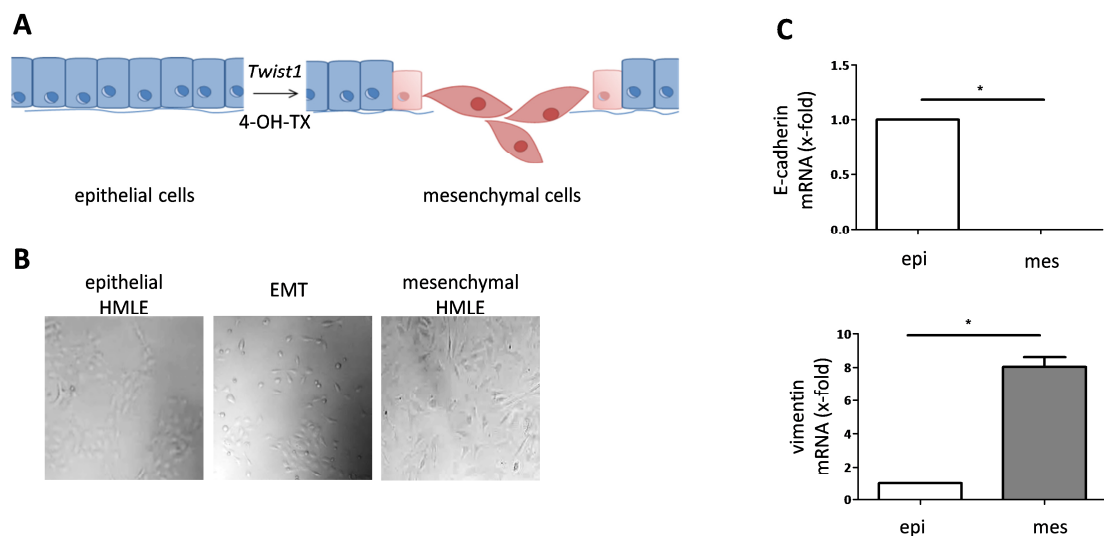 A
Twist1
4-OH-TX
epithelial cells
mesenchymal cells
B
epithelial
HMLE
EMT
mesenchymal
HMLE
C
E-cadherin
mRNA (x-fold)
1.5
1.0
0.5
0.0
*
epi
mes
vimentin
mRNA (x-fold)
10
8
6
4
2
0
*
epi
mes